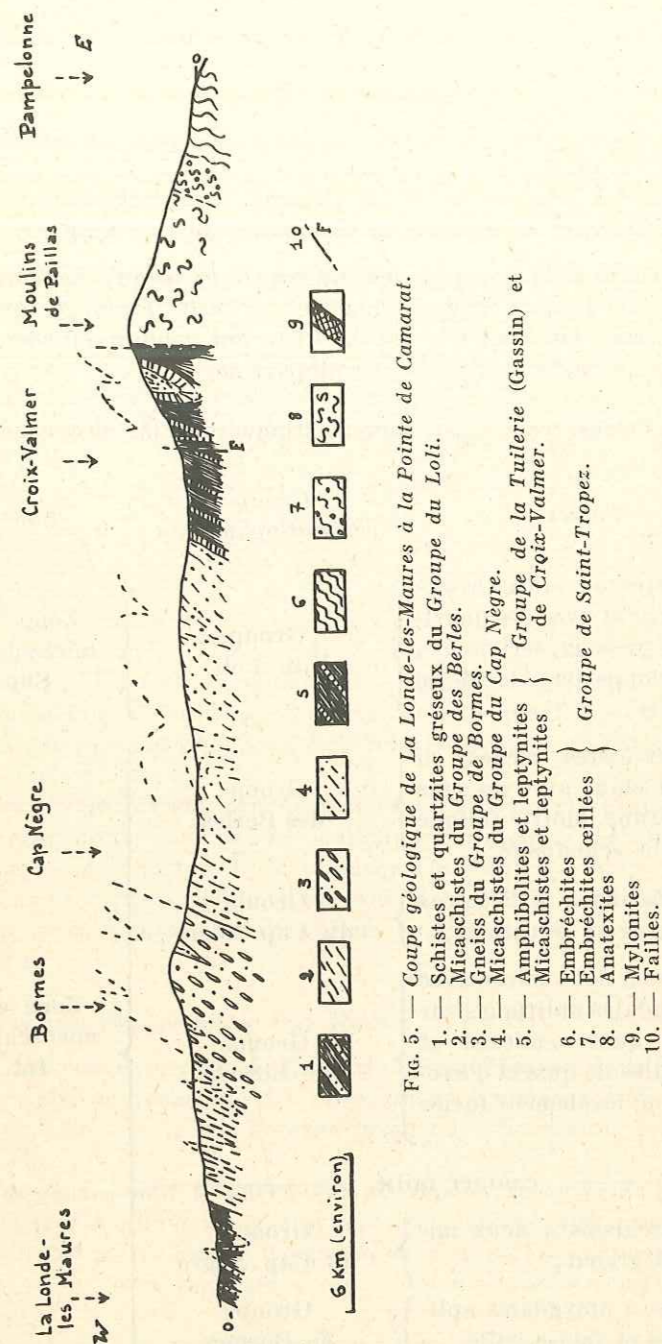 La Londe-
les, Maures
Bormes
Cap Nègre
Croix-Valmer
Moulins
de Paillas
Pampelonne
W
E
0
0
F
6 Km (environ)
1
2
3
4
5
6
7
8
9
10
F
FIG. 5. — Coupe géologique de La Londe-les-Maures à la Pointe de Camarat.
1. — Schistes et quartzites gréseux du Groupe du Loli.
2. — Micaschistes du Groupe des Berles.
3. — Gneiss du Groupe de Bormes.
4. — Micaschistes du Groupe du Cap Nègre.
5. — Amphibolites et leptynites } Groupe de la Tuilerie (Gassin) et
Micaschistes et leptynites } de Croix-Valmer.
6. — Embréchites
7. — Embréchites œillées } Groupe de Saint-Tropez.
8. — Anatexites
9. — Mylonites
10. — Failles.